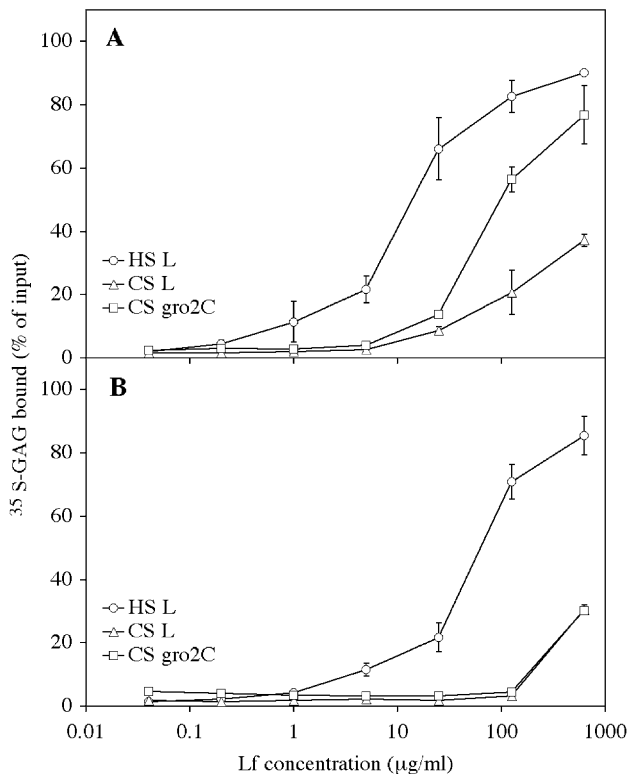 A
100
80
60
40
20
0
HS L
CS L
CS gro2C
B
100
80
60
40
20
0
HS L
CS L
CS gro2C
0.01 0.1 1 10 100 1000
Lf concentration (μg/ml)
35 S-GAG bound (% of input)